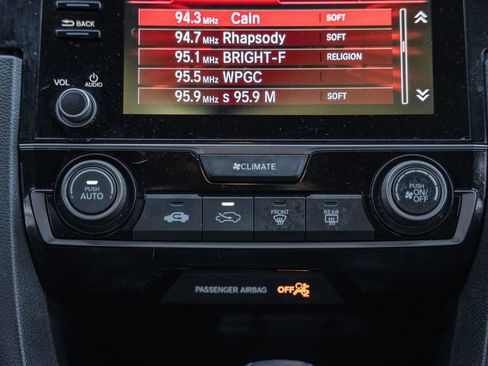 94.3 MHz Cain SOFT
94.7 MHz Rhapsody SOFT
BACK
95.1 MHz BRIGHT-F RELIGION
95.5 MHz WPGC
95.9 MHz s 95.9 M SOFT
VOL AUDIO
CLIMATE
PUSH AUTO
PUSH ON/OFF
FRONT REAR
PASSENGER AIRBAG OFF 2